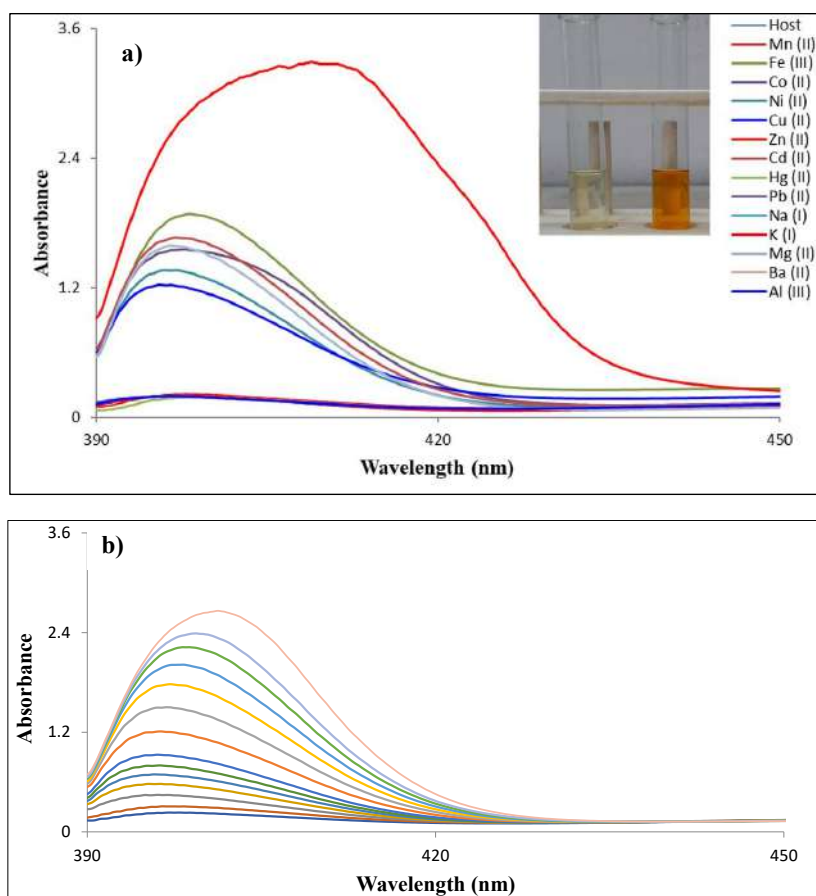 a)
3.6
2.4
1.2
0
Absorbance
390
420
450
Wavelength (nm)
Host
Mn (II)
Fe (III)
Co (II)
Ni (II)
Cu (II)
Zn (II)
Cd (II)
Hg (II)
Pb (II)
Na (I)
K (I)
Mg (II)
Ba (II)
Al (III)
b)
3.6
2.4
1.2
0
Absorbance
390
420
450
Wavelength (nm)